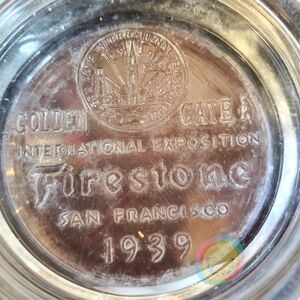 GOLDEN GATE
INTERNATIONAL EXPOSITION
Firestone
SAN FRANCISCO
1939